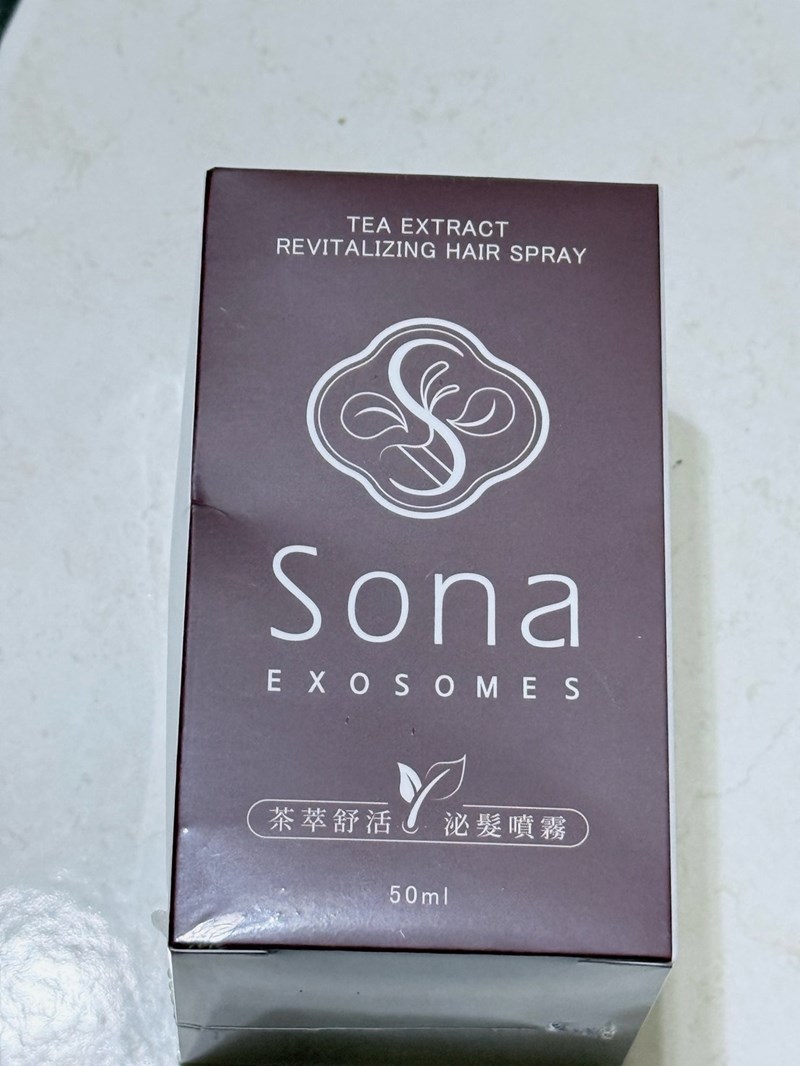 TEA EXTRACT
REVITALIZING HAIR SPRAY
Sona
EXOSOMES
茶萃舒活 泌髮噴霧
50ml